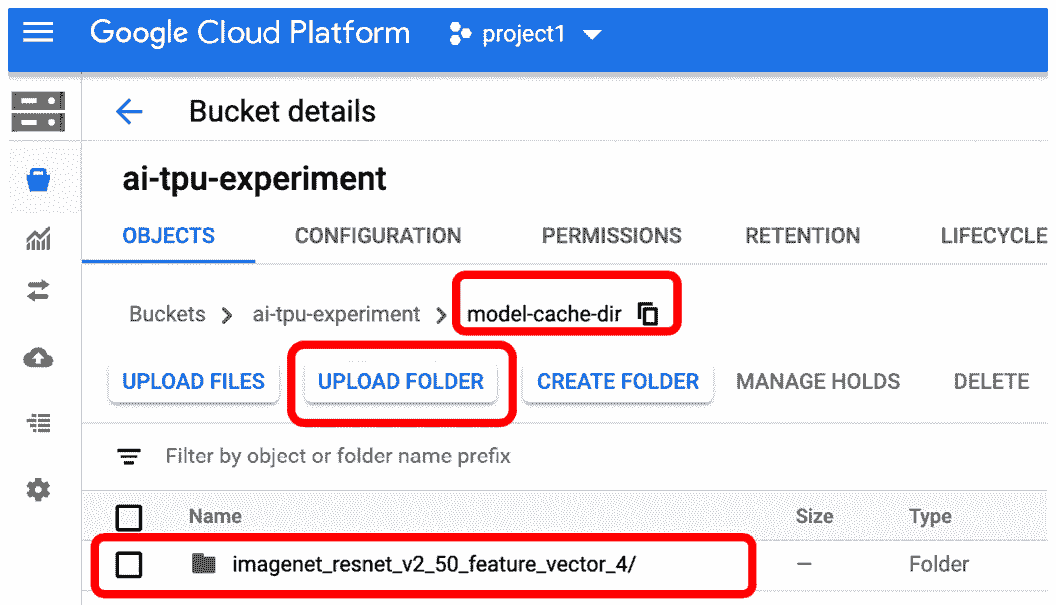 Google Cloud Platform project1
Bucket details
ai-tpu-experiment
OBJECTS CONFIGURATION PERMISSIONS RETENTION LIFECYCLE
Buckets > ai-tpu-experiment > model-cache-dir
UPLOAD FILES UPLOAD FOLDER CREATE FOLDER MANAGE HOLDS DELETE
Filter by object or folder name prefix
Name Size Type
imagenet_resnet_v2_50_feature_vector_4/ — Folder